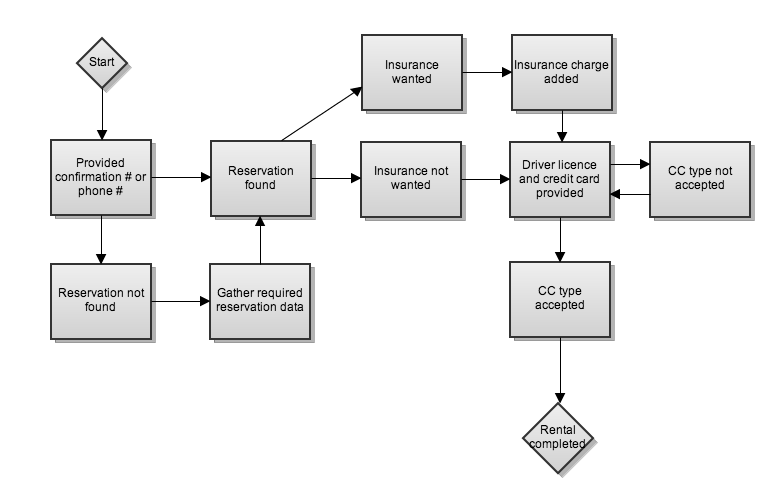 Start
Provided
confirmation # or
phone #
Reservation
found
Insurance
wanted
Insurance charge
added
Insurance not
wanted
Driver licence
and credit card
provided
CC type not
accepted
Reservation not
found
Gather required
reservation data
CC type
accepted
Rental
completed